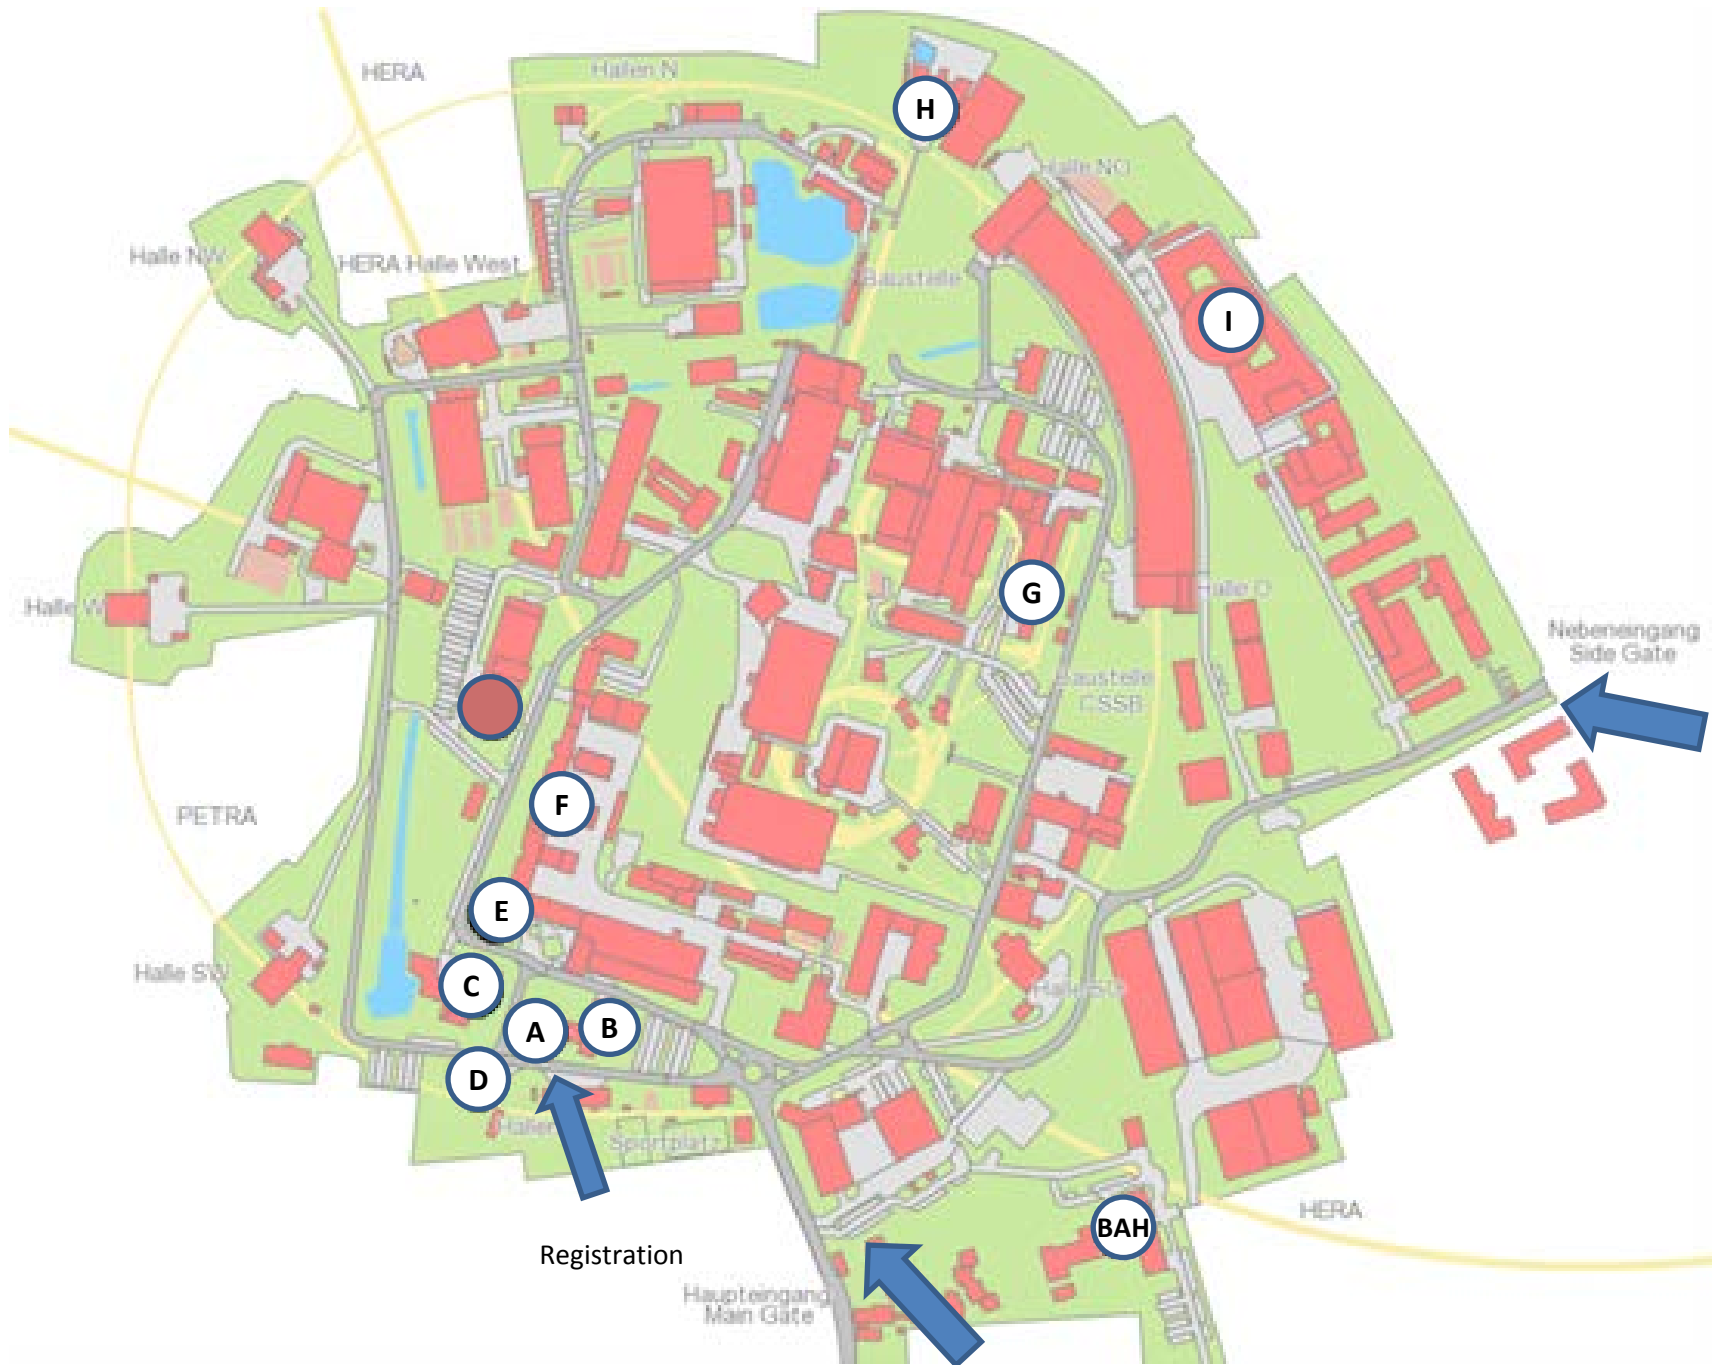 HERA
Hallen N
H
Halle NO
Halle NW
HERA Halle West
Baustelle
I
G
Halle W
Halle O
Nebeneingang
Side Gate
Baustelle
CSSB
F
PETRA
E
Halle SW
C
A
B
D
Sportplatz
BAH
HERA
Registration
Haupteingang
Main Gate